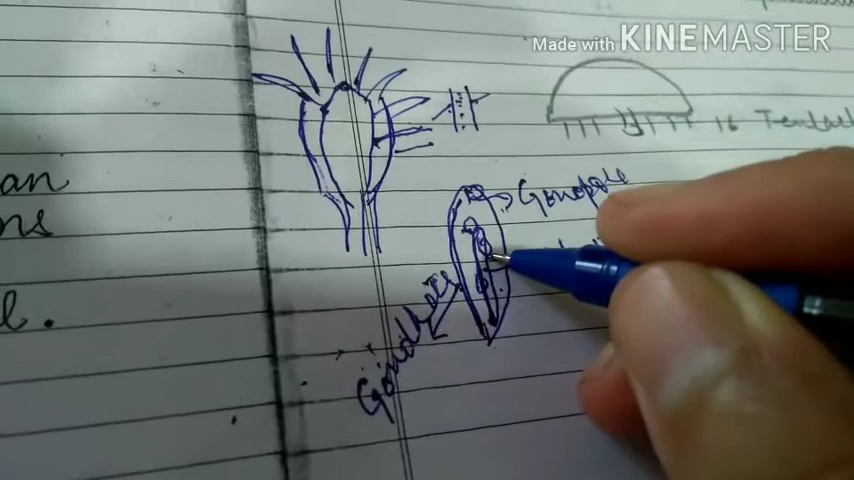 Made with KINEMASTER
16 Tentacl
an
Gonopore
ns
l.
Gonotheca